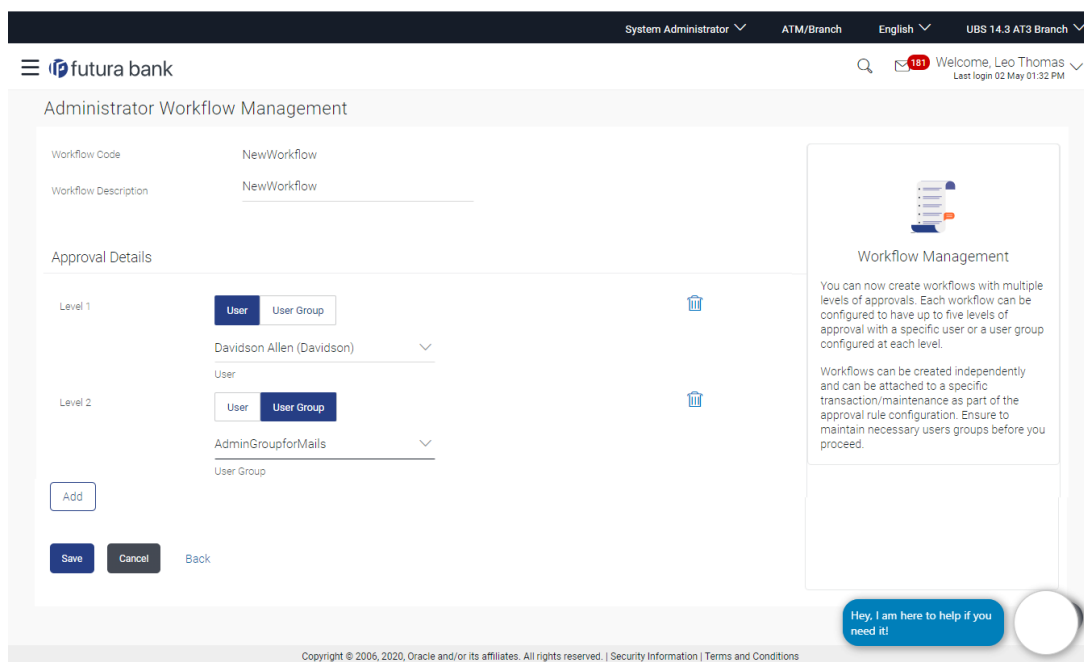 System Administrator ATM/Branch English UBS 14.3 AT3 Branch
futura bank
181
Welcome, Leo Thomas
Last login 02 May 01:32 PM
Administrator Workflow Management
Workflow Code NewWorkflow
Workflow Description NewWorkflow
Approval Details
Level 1 User User Group
Davidson Allen (Davidson)
User
Level 2 User User Group
AdminGroupforMails
User Group
Add
Save Cancel Back
Workflow Management
You can now create workflows with multiple
levels of approvals. Each workflow can be
configured to have up to five levels of
approval with a specific user or a user group
configured at each level.
Workflows can be created independently
and can be attached to a specific
transaction/maintenance as part of the
approval rule configuration. Ensure to
maintain necessary users groups before you
proceed.
Hey, I am here to help if you
need it!
Copyright © 2006, 2020, Oracle and/or its affiliates. All rights reserved. | Security Information | Terms and Conditions